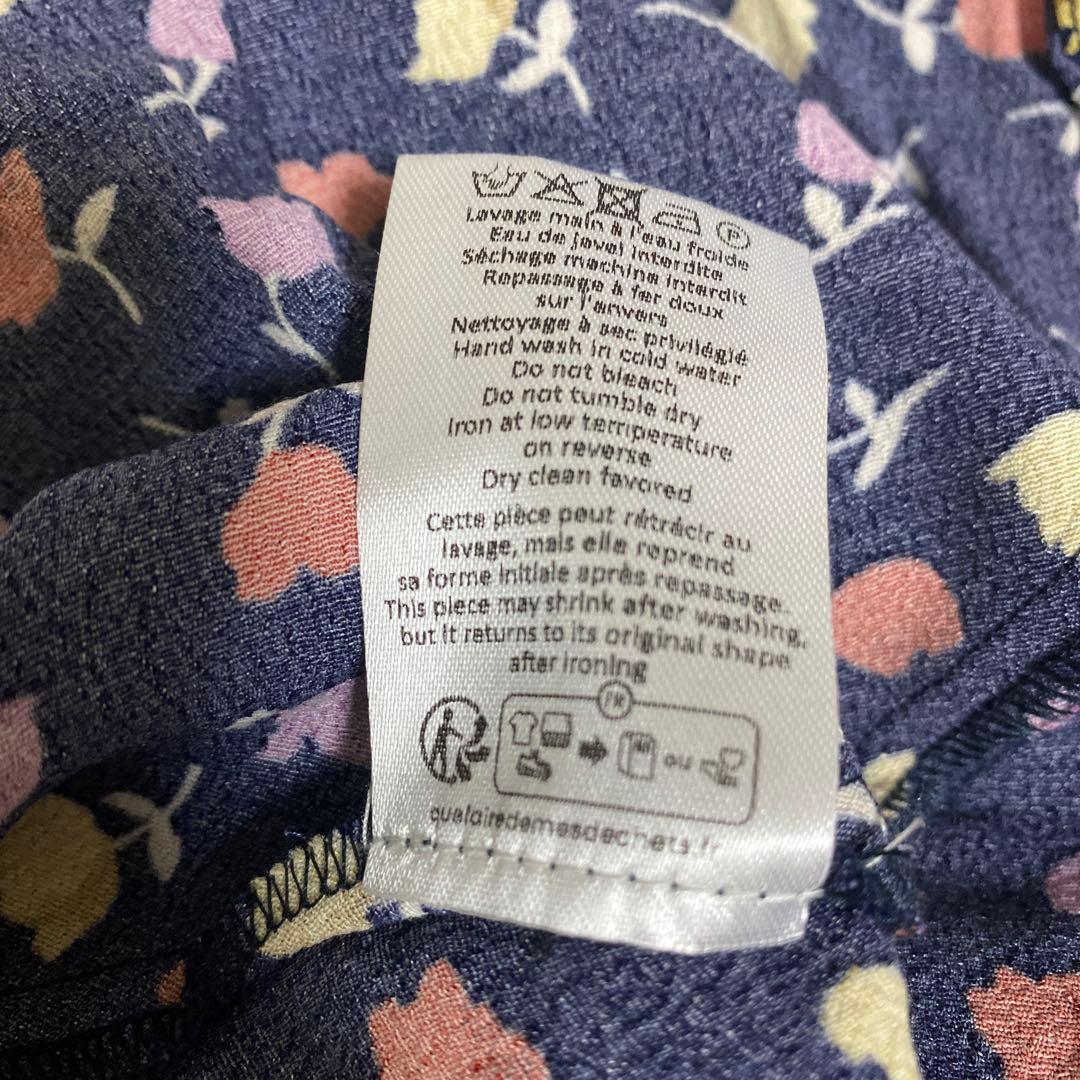 P
Lavage main à l'eau froide
Eau de javel interdite
Séchage machine interdit
Repassage à fer doux
sur l'envers
Nettoyage à sec privilégié
Hand wash in cold water
Do not bleach
Do not tumble dry
Iron at low temperature
on reverse
Dry clean favored
Cette pièce peut rétrécir au
lavage, mais elle reprend
sa forme initiale après repassage.
This piece may shrink after washing,
but it returns to its original shape
after ironing
FR
ou
quefairedemesdechets.fr